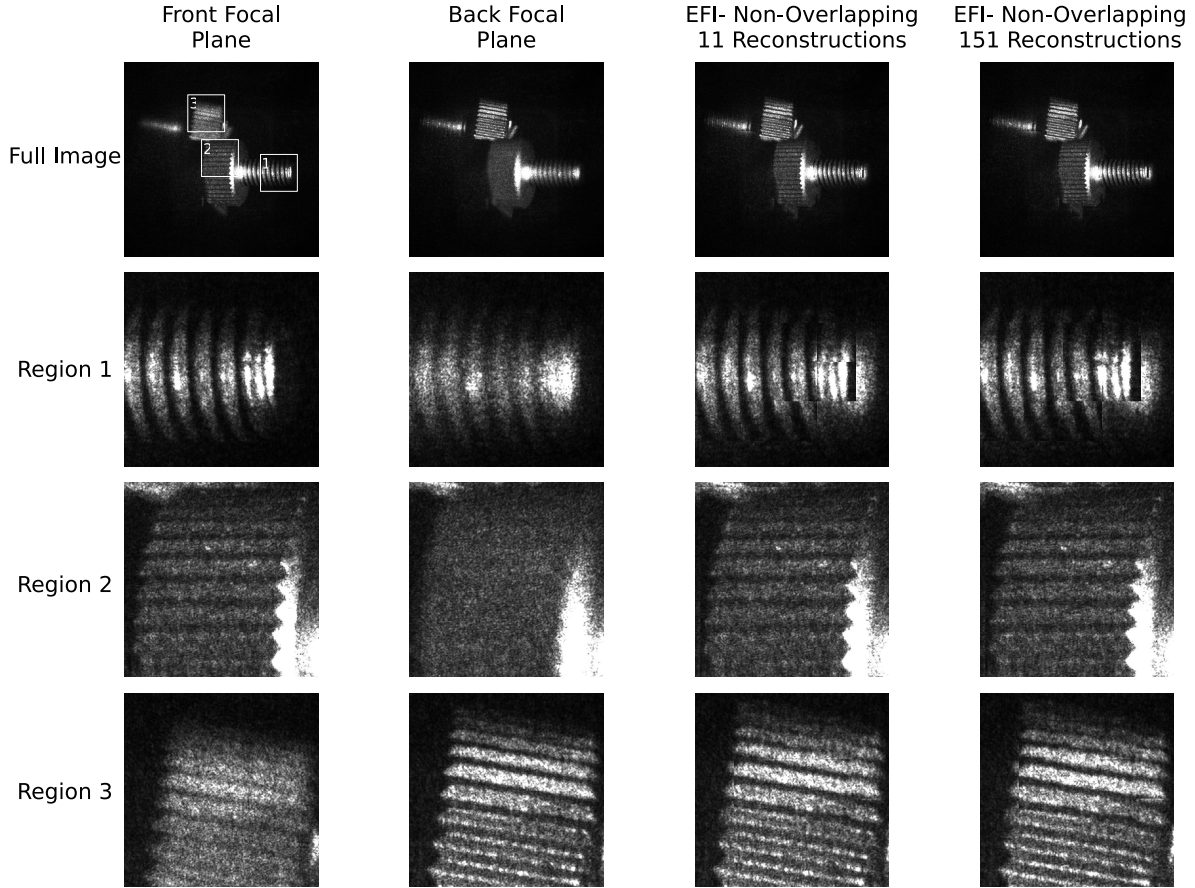 Front Focal
Plane
Back Focal
Plane
EFI- Non-Overlapping
11 Reconstructions
EFI- Non-Overlapping
151 Reconstructions
Full Image
3
2
1
Region 1
Region 2
Region 3